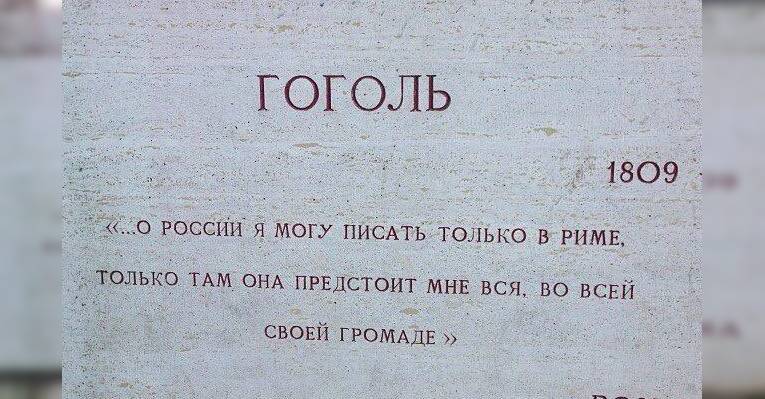 ГОГОЛЬ
1809
«...О РОССИИ Я МОГУ ПИСАТЬ ТОЛЬКО В РИМЕ,
ТОЛЬКО ТАМ ОНА ПРЕДСТОИТ МНЕ ВСЯ, ВО ВСЕЙ
СВОЕЙ ГРОМАДЕ»